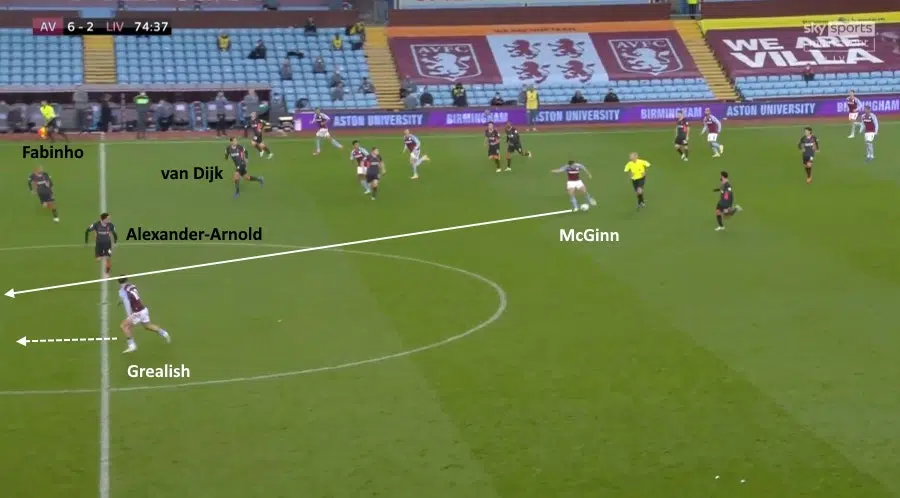 AV 6-2 LIV 74:37
sky sports
AVFC
AVFC
WE ARE
VILLA
ASTON UNIVERSITY
BIRMINGHAM
ASTON UNIVERSITY
BIRMINGHAM
ASTON UNIVERSITY
BIRMINGHAM
Fabinho
van Dijk
Alexander-Arnold
McGinn
Grealish